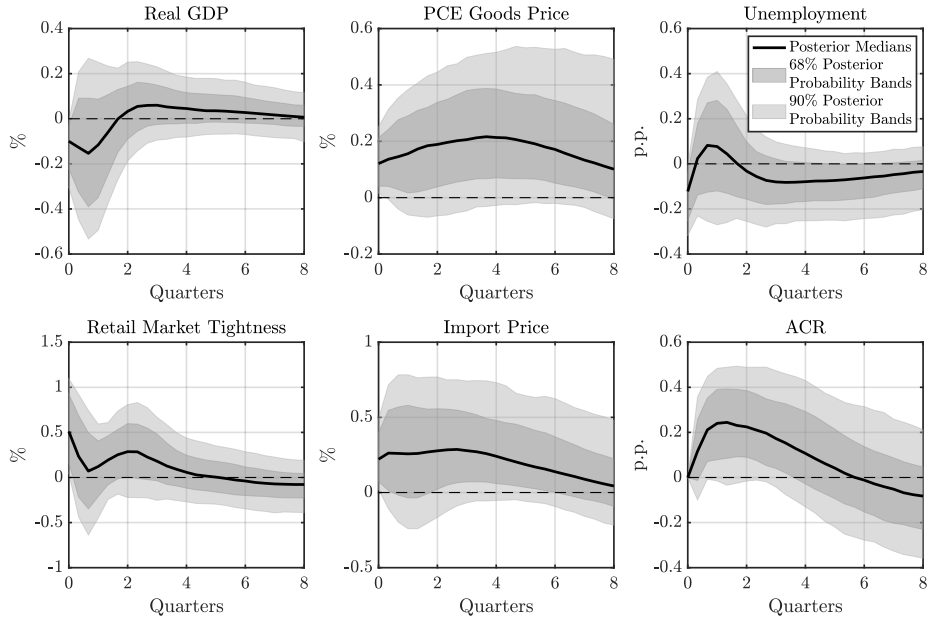 Real GDP
0.4
0.2
0
-0.2
-0.4
-0.6
%
0 2 4 6 8
Quarters
PCE Goods Price
0.6
0.4
0.2
0
0.2
%
0 2 4 6 8
Quarters
Unemployment
0.6
0.4
0.2
0
-0.2
-0.4
p.p.
Posterior Medians
68% Posterior
Probability Bands
90% Posterior
Probability Bands
0 2 4 6 8
Quarters
Retail Market Tightness
1.5
1
0.5
0
-0.5
-1
%
0 2 4 6 8
Quarters
Import Price
1
0.5
0
0.5
%
0 2 4 6 8
Quarters
ACR
0.6
0.4
0.2
0
-0.2
-0.4
p.p.
0 2 4 6 8
Quarters